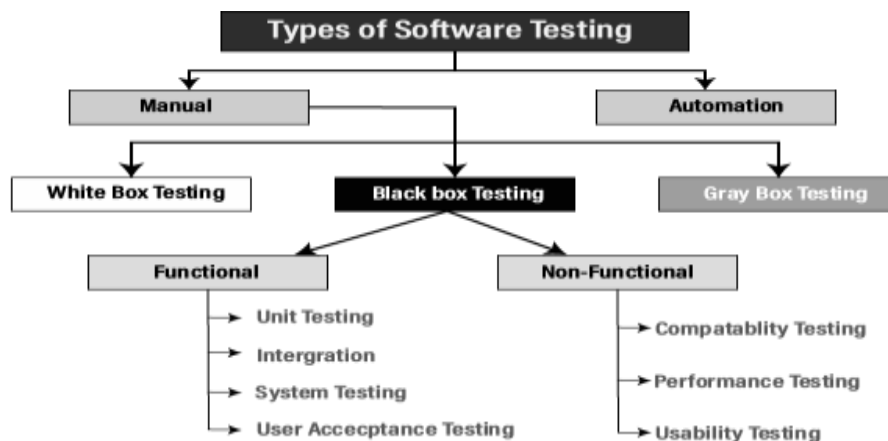 Types of Software Testing
Manual
Automation
White Box Testing
Black box Testing
Gray Box Testing
Functional
Non-Functional
Unit Testing
Intergration
System Testing
User Accecptance Testing
Compatablity Testing
Performance Testing
Usability Testing